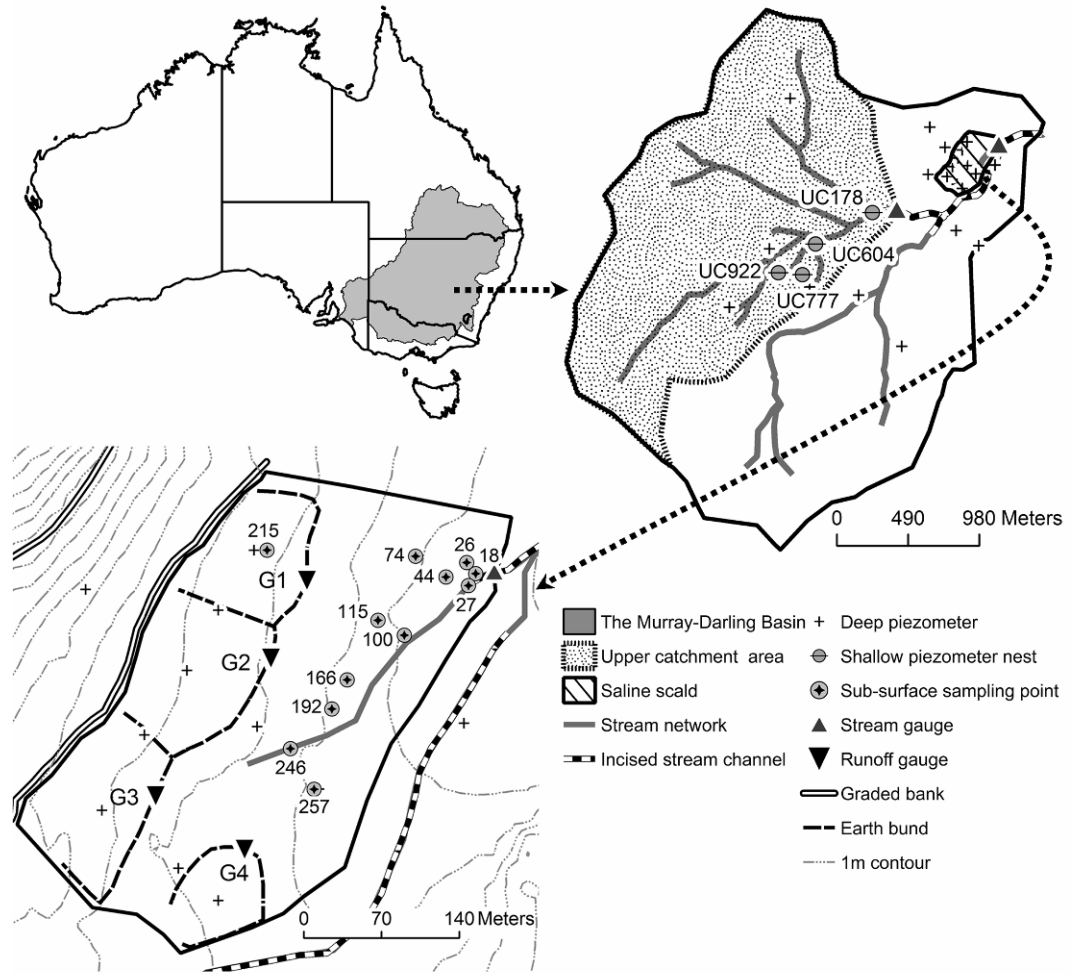 UC178
UC604
UC922
UC777
0 490 980 Meters
215
G1
74
26
18
44
27
115
100
G2
166
192
246
G3
257
G4
0 70 140 Meters
The Murray-Darling Basin
Upper catchment area
Saline scald
Stream network
Incised stream channel
Deep piezometer
Shallow piezometer nest
Sub-surface sampling point
Stream gauge
Runoff gauge
Graded bank
Earth bund
1m contour